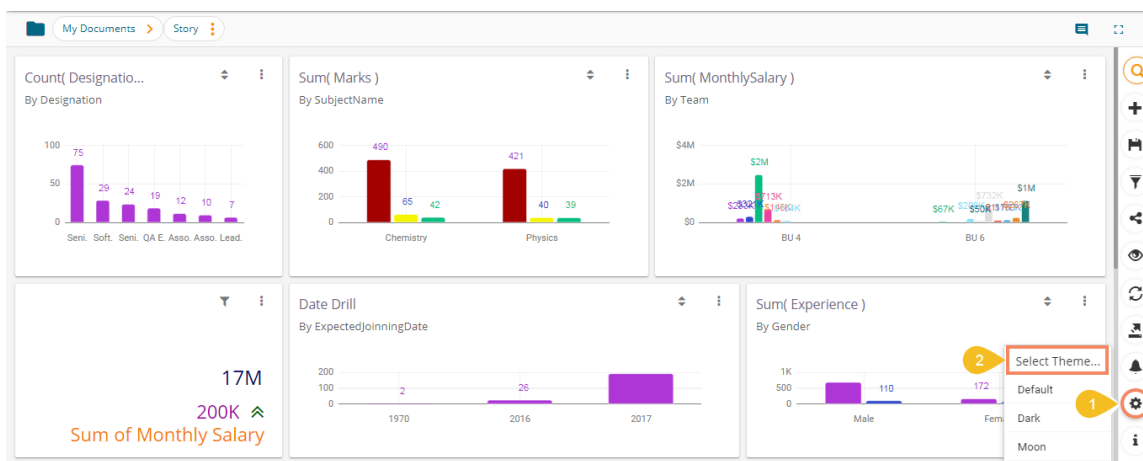 My Documents > Story
Count( Designatio...
By Designation
100
50
0
75
29
24
19
12
10
7
Seni. Soft. Seni. QA E. Asso. Asso. Lead.
Sum( Marks )
By SubjectName
600
400
200
0
490
65
42
421
40
39
Chemistry
Physics
Sum( MonthlySalary )
By Team
$4M
$2M
$0
$2M
$713K
$67K
$732K
$50K
$1M
BU 4
BU 6
17M
200K
Sum of Monthly Salary
Date Drill
By ExpectedJoinningDate
200
100
0
2
26
1970
2016
2017
Sum( Experience )
By Gender
1K
500
0
110
172
Male
Fem
2
Select Theme...
Default
Dark
Moon
1